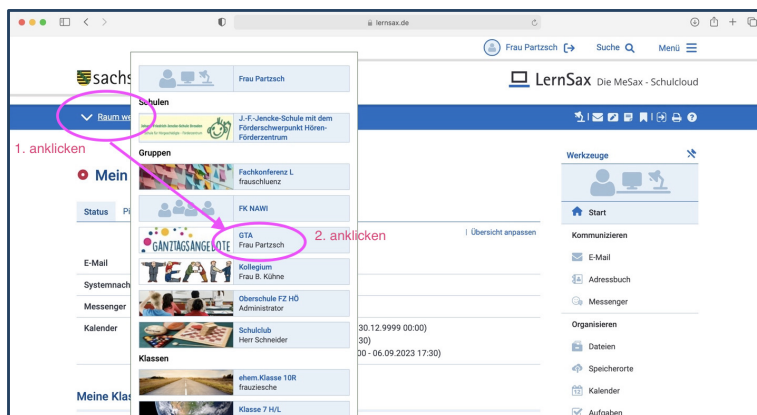 lernsax.de
Frau Partzsch
Suche
Menü
sachs
LernSax Die MeSax - Schulcloud
Raum we
1. anklicken
Mein
Status Pi
Übersicht anpassen
E-Mail
Systemnach
Messenger
Kalender
30.12.9999 00:00)
30)
00 - 06.09.2023 17:30)
Meine Klas
Frau Partzsch
Schulen
J.-F.-Jencke-Schule mit dem
Förderschwerpunkt Hören-
Förderzentrum
Gruppen
Fachkonferenz L
frauschluenz
FK NAWI
GANZTAGSANGEBOTE
GTA
Frau Partzsch
2. anklicken
TEAM
Kollegium
Frau B. Kühne
Oberschule FZ HÖ
Administrator
Schulclub
Herr Schneider
Klassen
ehem.Klasse 10R
frauziesche
Klasse 7 H/L
Werkzeuge
Start
Kommunizieren
E-Mail
Adressbuch
Messenger
Organisieren
Dateien
Speicherorte
Kalender
Aufgaben